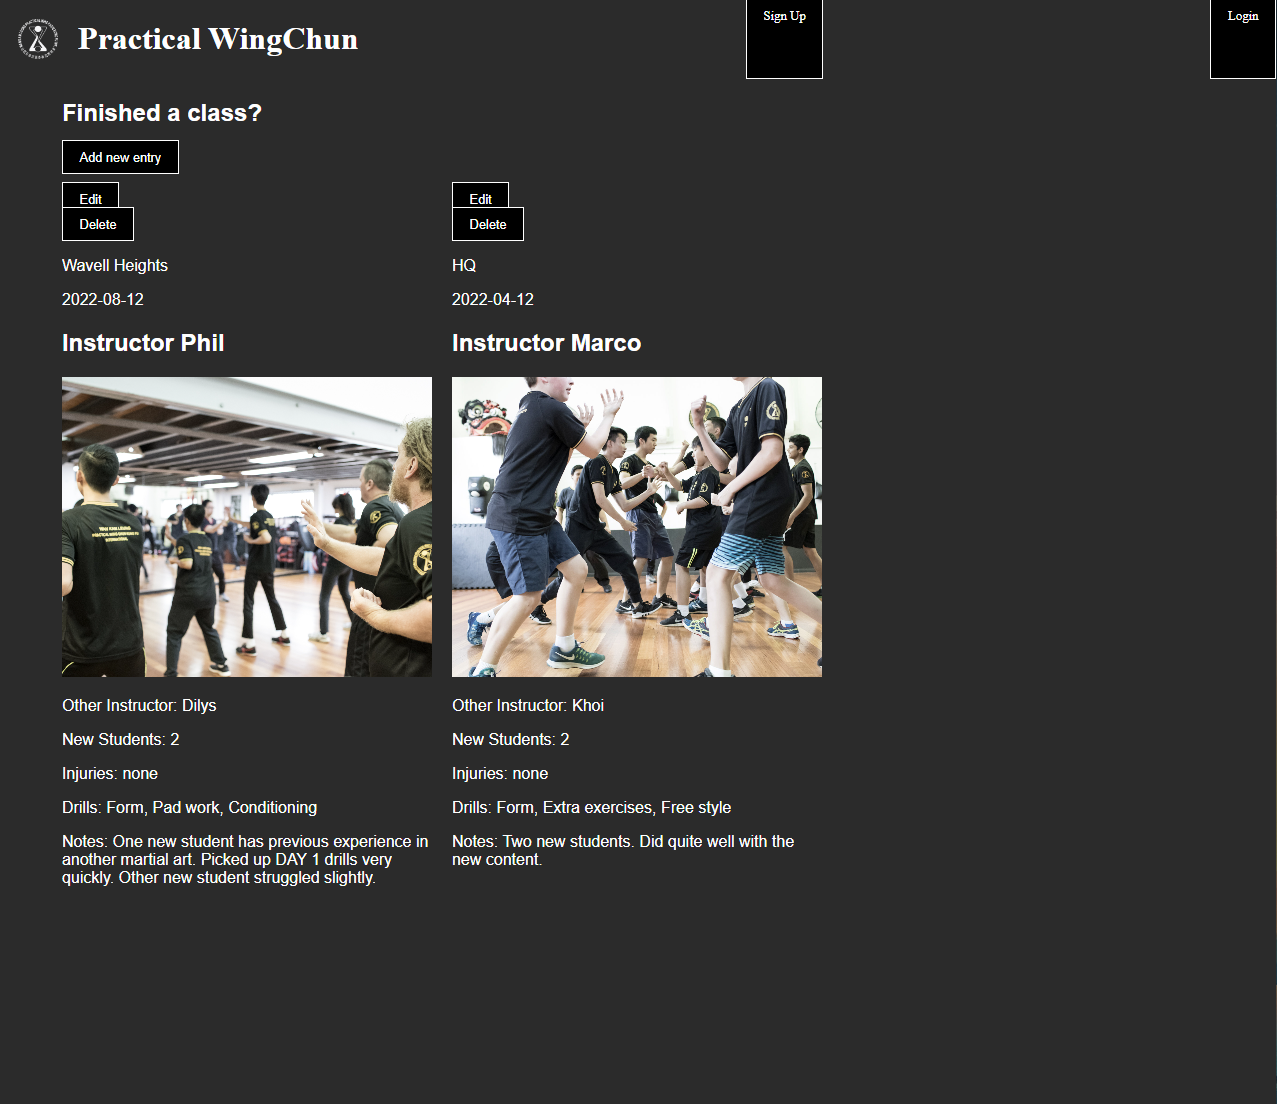 Practical WingChun
Sign Up
Login
Finished a class?
Add new entry
Edit
Delete
Wavell Heights
2022-08-12
Instructor Phil
Other Instructor: Dilys
New Students: 2
Injuries: none
Drills: Form, Pad work, Conditioning
Notes: One new student has previous experience in
another martial art. Picked up DAY 1 drills very
quickly. Other new student struggled slightly.
Edit
Delete
HQ
2022-04-12
Instructor Marco
Other Instructor: Khoi
New Students: 2
Injuries: none
Drills: Form, Extra exercises, Free style
Notes: Two new students. Did quite well with the
new content.